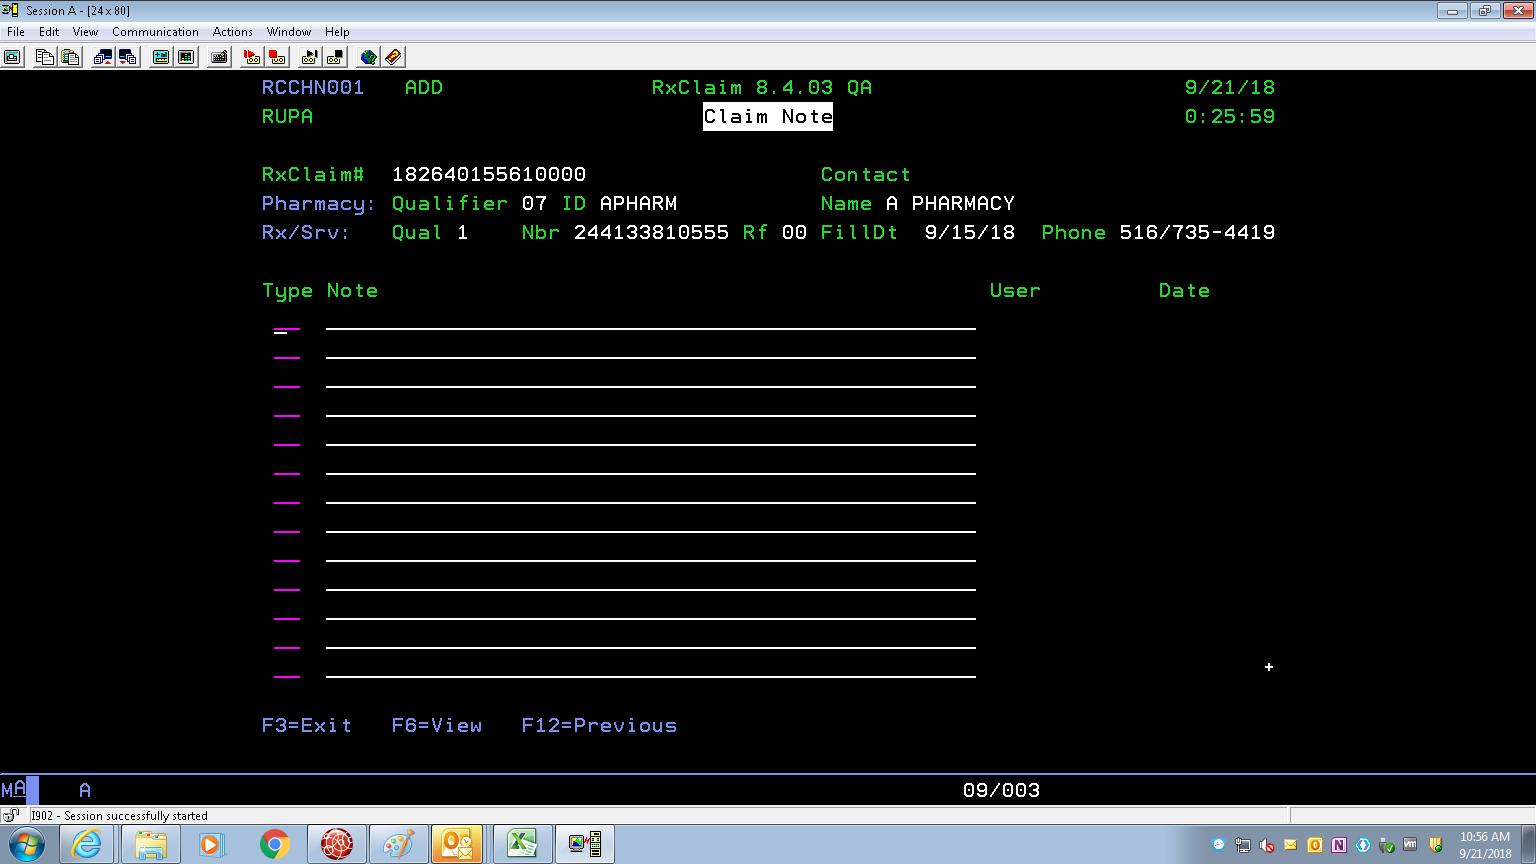 Session A - [24 x 80]
File Edit View Communication Actions Window Help
RCCHN001 ADD RxClaim 8.4.03 QA 9/21/18
RUPA Claim Note 0:25:59
RxClaim# 182640155610000 Contact
Pharmacy: Qualifier 07 ID APHARM Name A PHARMACY
Rx/Srv: Qual 1 Nbr 244133810555 Rf 00 FillDt 9/15/18 Phone 516/735-4419
Type Note User Date
F3=Exit F6=View F12=Previous
MA A 09/003
I902 - Session successfully started
10:56 AM
9/21/2018